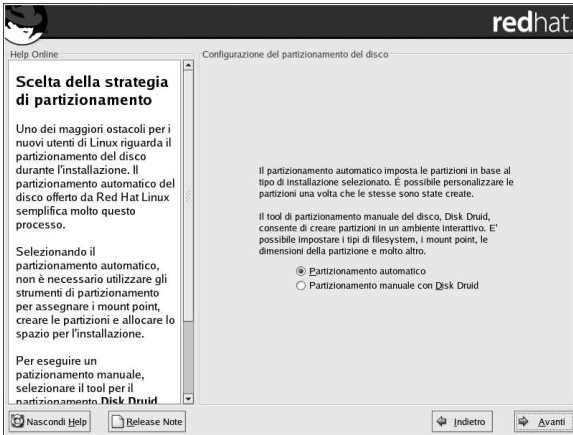 redhat.
Help Online
Scelta della strategia
di partizionamento
Uno dei maggiori ostacoli per i
nuovi utenti di Linux riguarda il
partizionamento del disco
durante l'installazione. Il
partizionamento automatico del
disco offerto da Red Hat Linux
semplifica molto questo
processo.
Selezionando il
partizionamento automatico,
non è necessario utilizzare gli
strumenti di partizionamento
per assegnare i mount point,
creare le partizioni e allocare lo
spazio per l'installazione.
Per eseguire un
patizionamento manuale,
selezionare il tool per il
partizionamento Disk Druid
Configurazione del partizionamento del disco
Il partizionamento automatico imposta le partizioni in base al
tipo di installazione selezionato. É possibile personalizzare le
partizioni una volta che le stesse sono state create.
Il tool di partizionamento manuale del disco, Disk Druid,
consente di creare partizioni in un ambiente interattivo. E'
possibile impostare i tipi di filesystem, i mount point, le
dimensioni della partizione e molto altro.
Partizionamento automatico
Partizionamento manuale con Disk Druid
Nascondi Help
Release Note
Indietro
Avanti